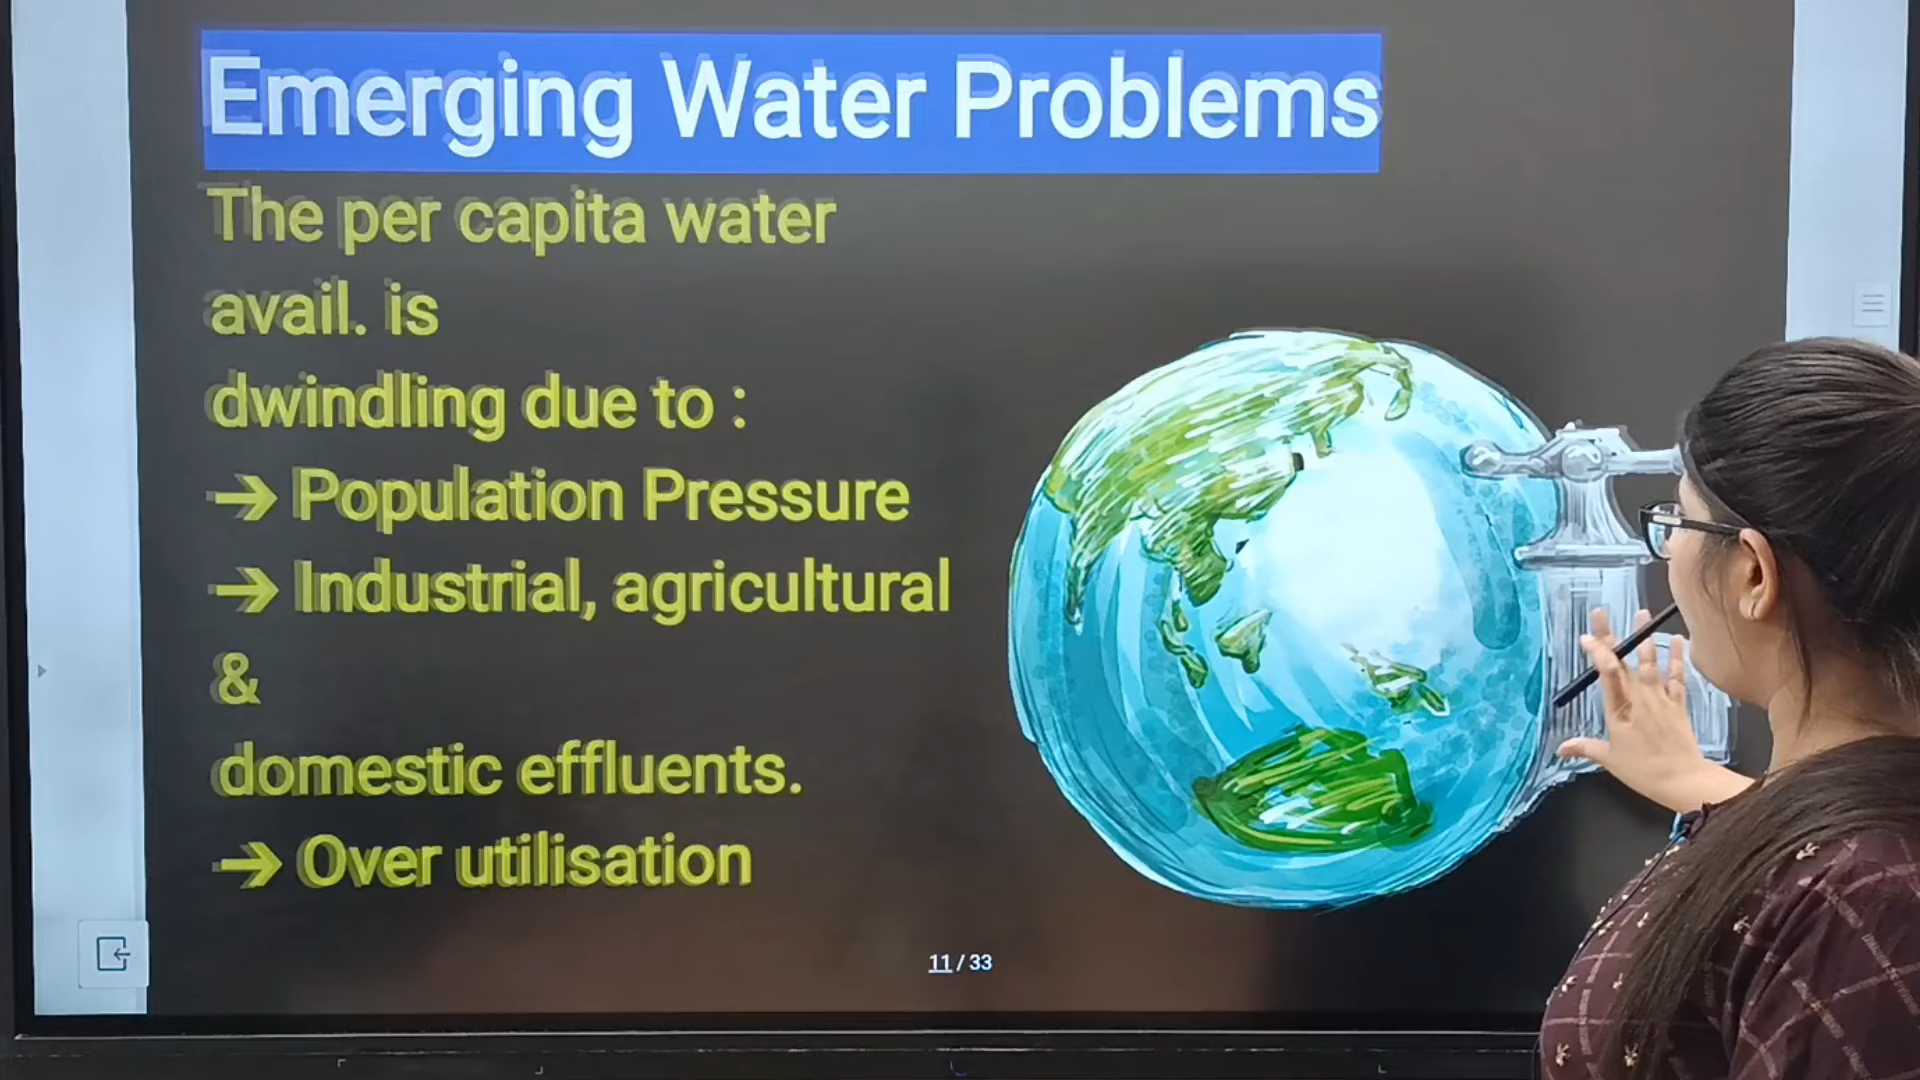 Emerging Water Problems
The per capita water
avail. is
dwindling due to :
→ Population Pressure
→ Industrial, agricultural
&
domestic effluents.
→ Over utilisation
11 / 33